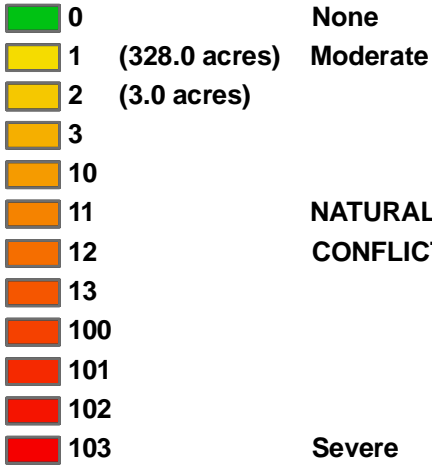 0 None
1 (328.0 acres) Moderate
2 (3.0 acres)
3
10
11 NATURAL
12 CONFLICT
13
100
101
102
103 Severe